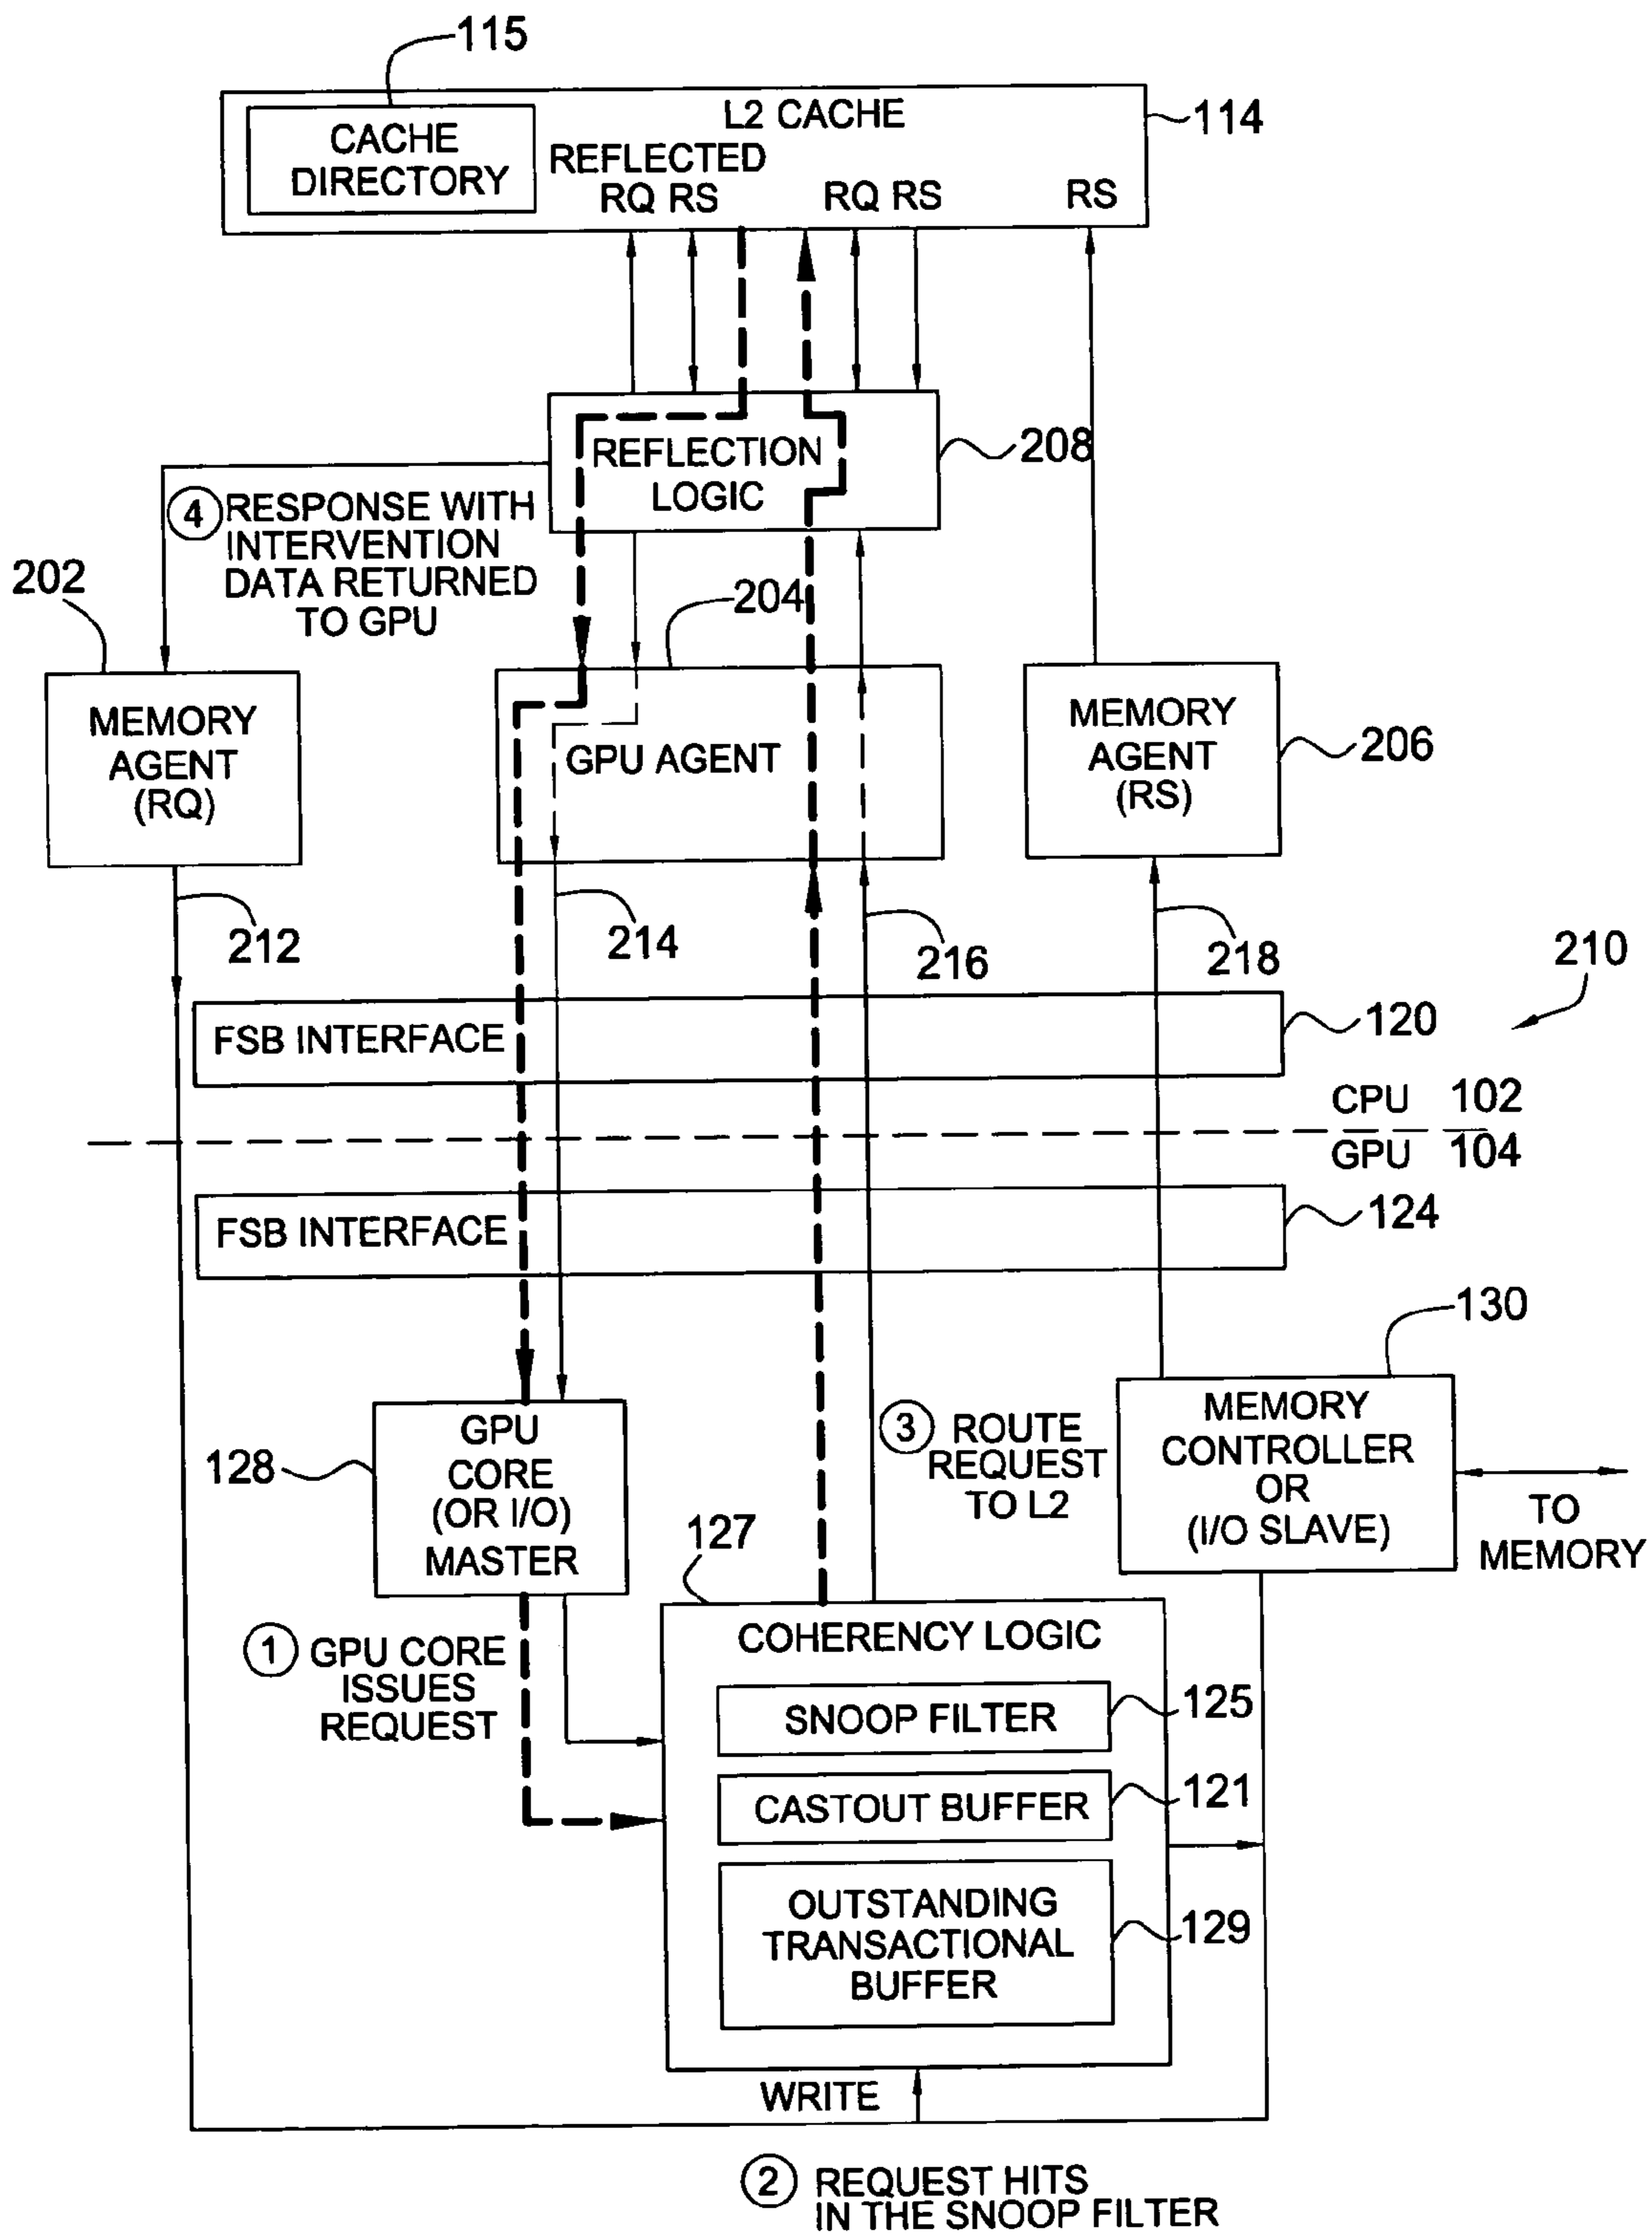 115
L2 CACHE
114
CACHE
DIRECTORY
REFLECTED
RQ RS
RQ RS
RS
REFLECTION
LOGIC
208
4 RESPONSE WITH
INTERVENTION
DATA RETURNED
TO GPU
202
204
MEMORY
AGENT
(RQ)
GPU AGENT
MEMORY
AGENT
(RS)
206
212
214
216
218
210
FSB INTERFACE
120
CPU 102
GPU 104
FSB INTERFACE
124
130
GPU
CORE
(OR I/O)
MASTER
128
3 ROUTE
REQUEST
TO L2
MEMORY
CONTROLLER
OR
(I/O SLAVE)
TO
MEMORY
127
1 GPU CORE
ISSUES
REQUEST
COHERENCY LOGIC
SNOOP FILTER
125
CASTOUT BUFFER
121
OUTSTANDING
TRANSACTIONAL
BUFFER
129
WRITE
2 REQUEST HITS
IN THE SNOOP FILTER